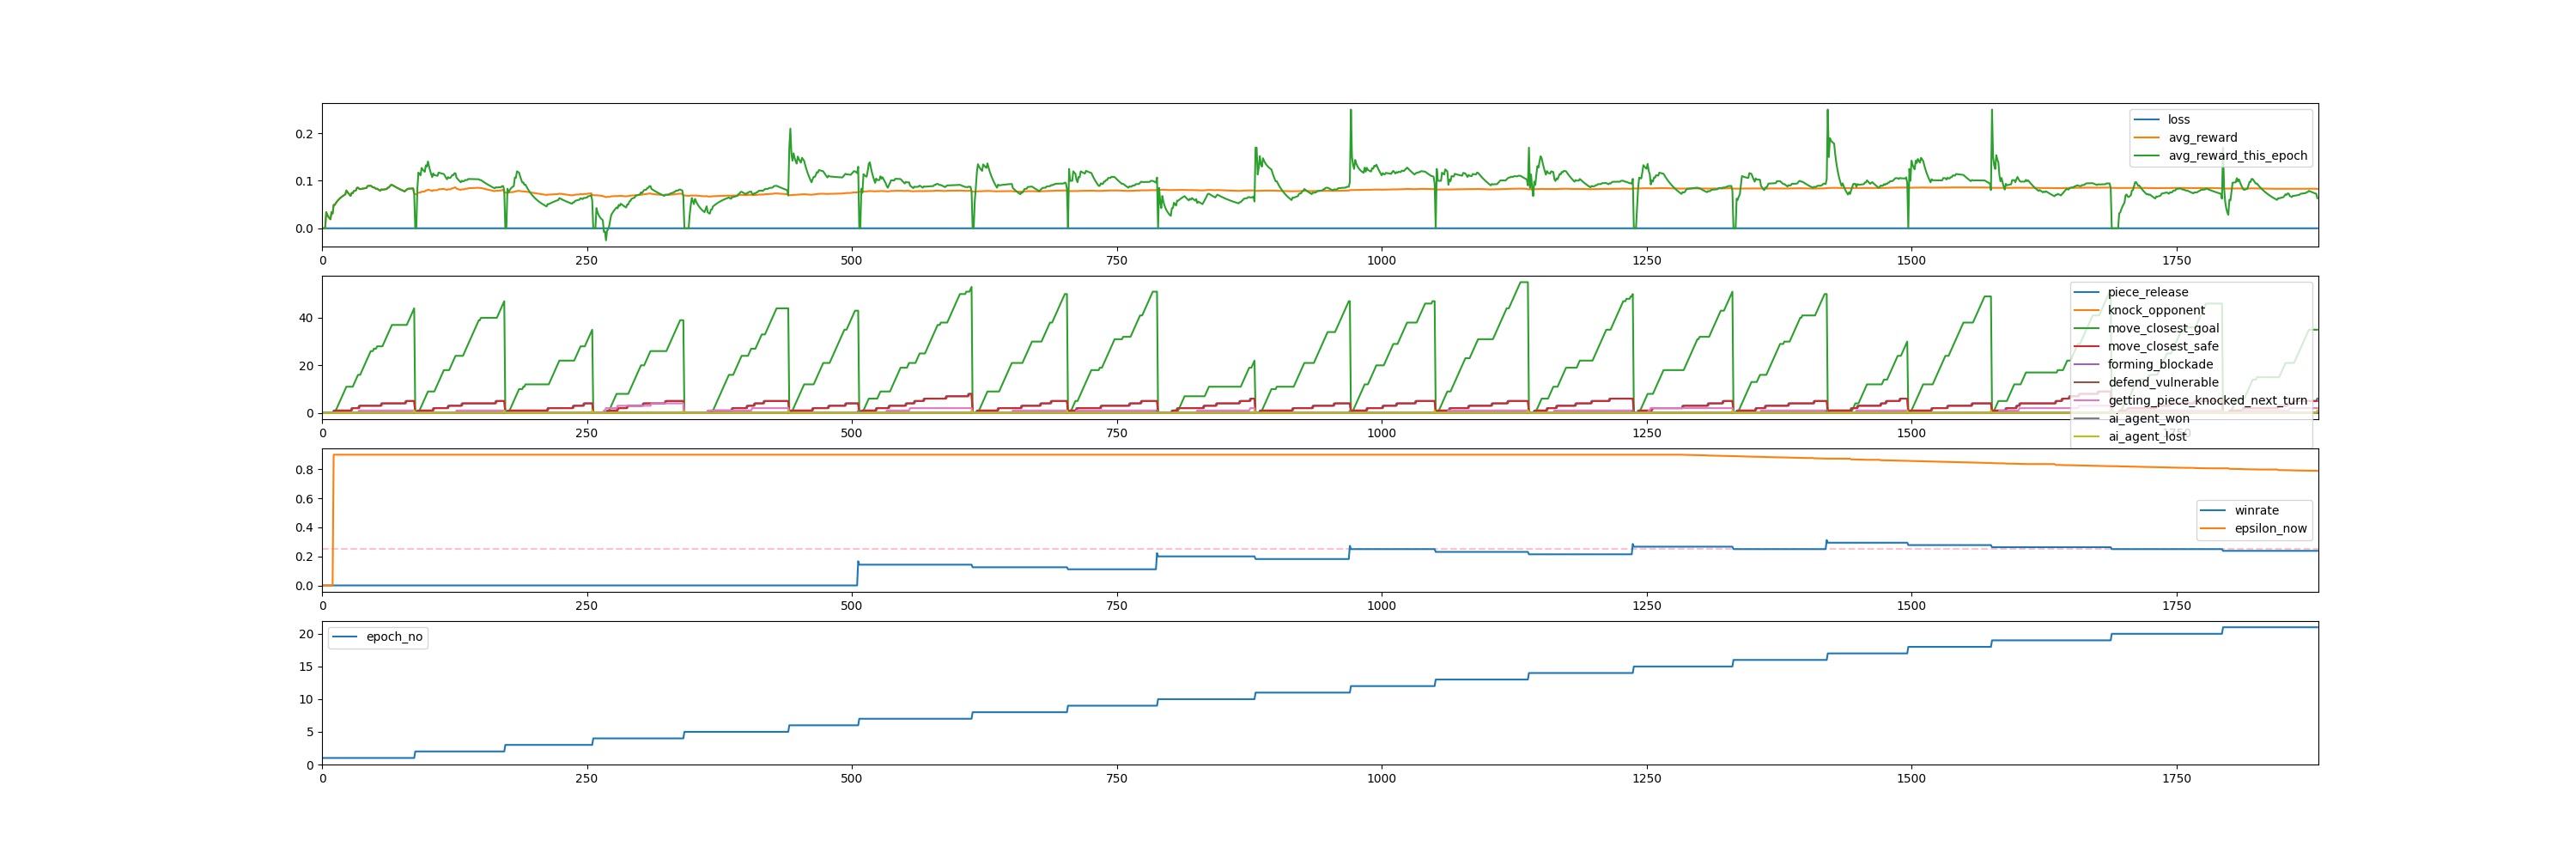 loss
avg_reward
avg_reward_this_epoch
0.2
0.1
0.0
0 250 500 750 1000 1250 1500 1750
piece_release
knock_opponent
move_closest_goal
move_closest_safe
forming_blockade
defend_vulnerable
getting_piece_knocked_next_turn
ai_agent_won
ai_agent_lost
40
20
0
0 250 500 750 1000 1250 1500 1750
winrate
epsilon_now
0.8
0.6
0.4
0.2
0.0
0 250 500 750 1000 1250 1500 1750
epoch_no
20
15
10
5
0
0 250 500 750 1000 1250 1500 1750